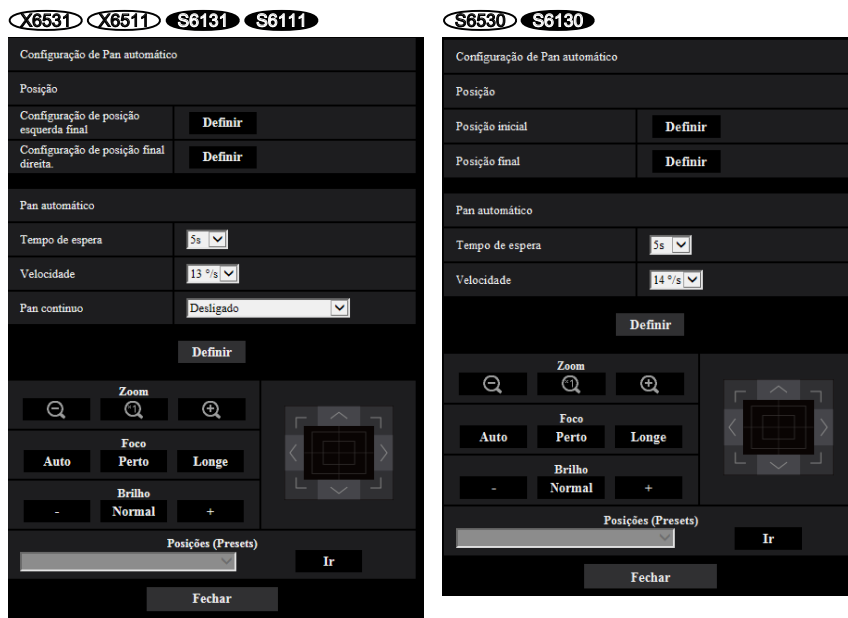 X6531 X6511 S6131 S6111
Configuração de Pan automático
Posição
Configuração de posição
esquerda final
Definir
Configuração de posição final
direita.
Definir
Pan automático
Tempo de espera
5s
Velocidade
13 °/s
Pan continuo
Desligado
Definir
Zoom
×1
Foco
Auto Perto Longe
Brilho
- Normal +
Posições (Presets)
Ir
Fechar
S6530 S6130
Configuração de Pan automático
Posição
Posição inicial
Definir
Posição final
Definir
Pan automático
Tempo de espera
5s
Velocidade
14 °/s
Definir
Zoom
×1
Foco
Auto Perto Longe
Brilho
- Normal +
Posições (Presets)
Ir
Fechar